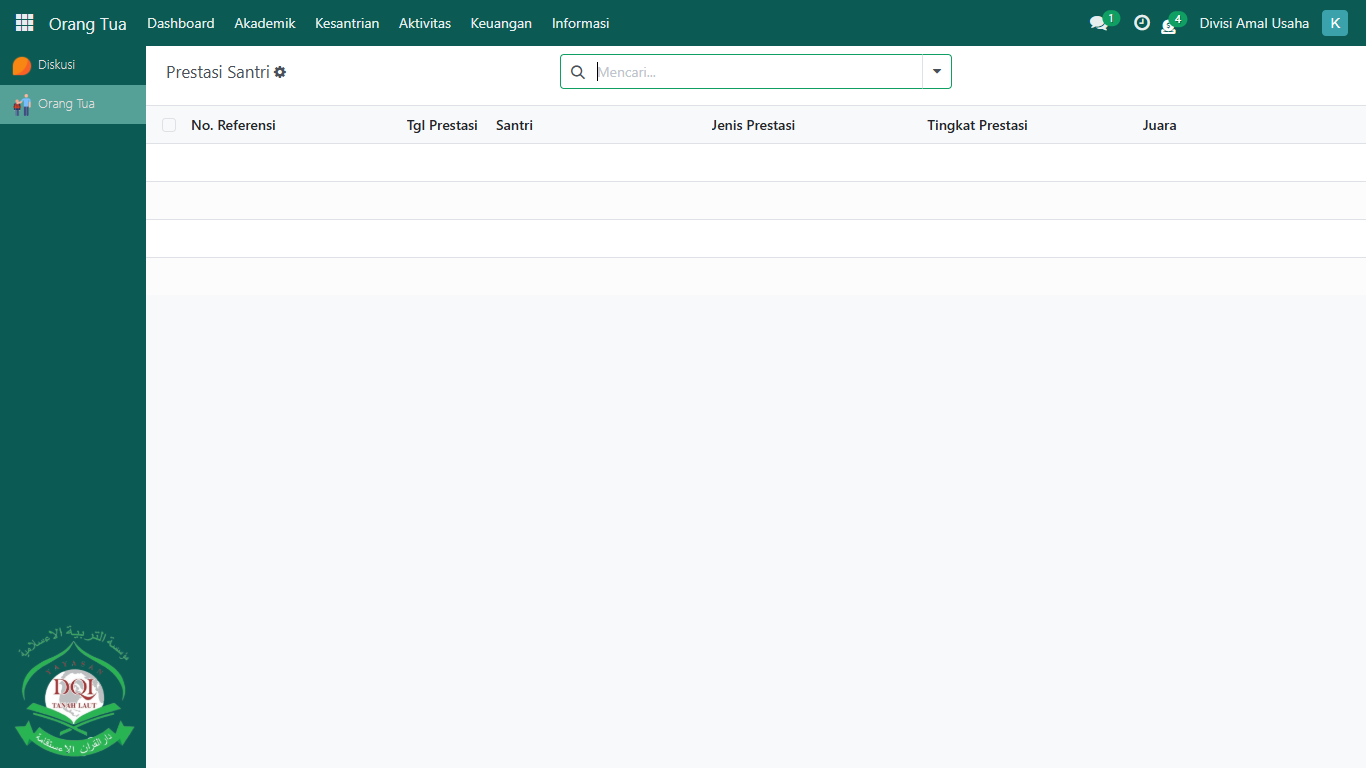 Orang Tua Dashboard Akademik Kesantrian Aktivitas Keuangan Informasi 1 4 Divisi Amal Usaha K
Diskusi
Orang Tua
Prestasi Santri
Mencari...
No. Referensi Tgl Prestasi Santri Jenis Prestasi Tingkat Prestasi Juara
مؤسسة التربية الإسلامية
YAYASAN
DQI
TANAH LAUT
دار القرآن الاستقامة